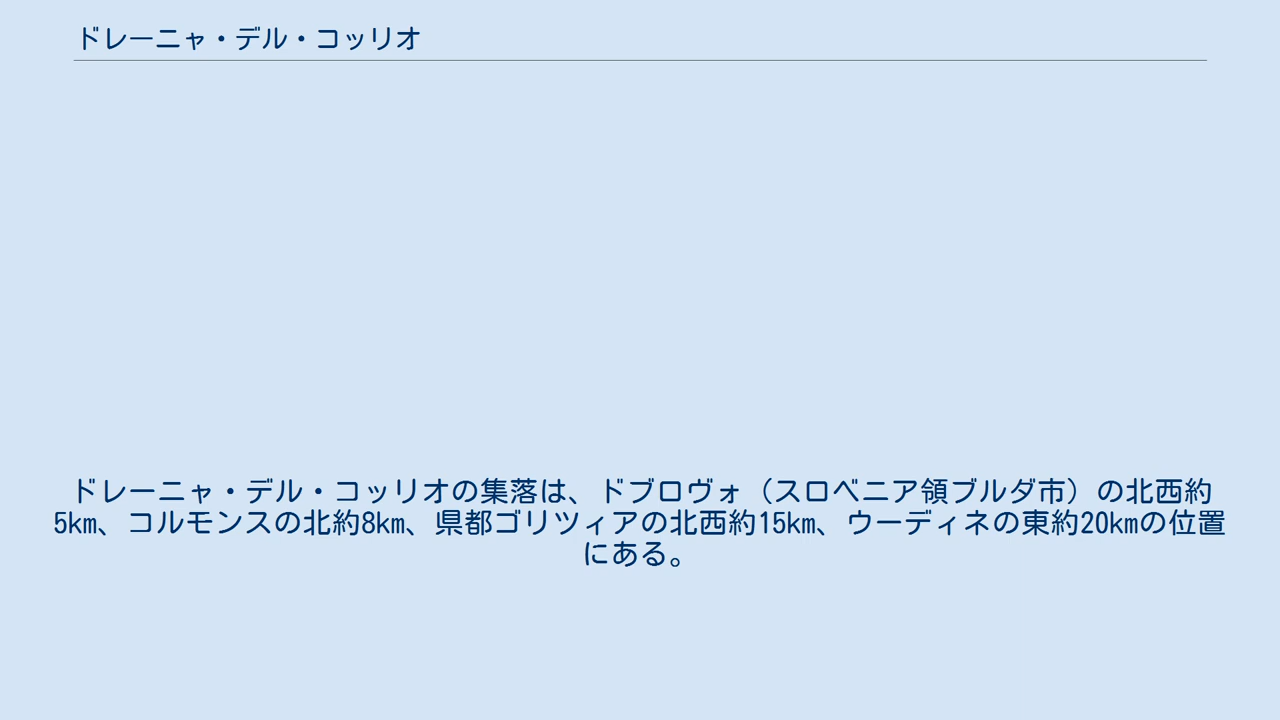 ドレーニャ・デル・コッリオ
ドレーニャ・デル・コッリオの集落は、ドブロヴォ（スロベニア領ブルダ市）の北西約
5km、コルモンスの北約8km、県都ゴリツィアの北西約15km、ウーディネの東約20kmの位置
にある。